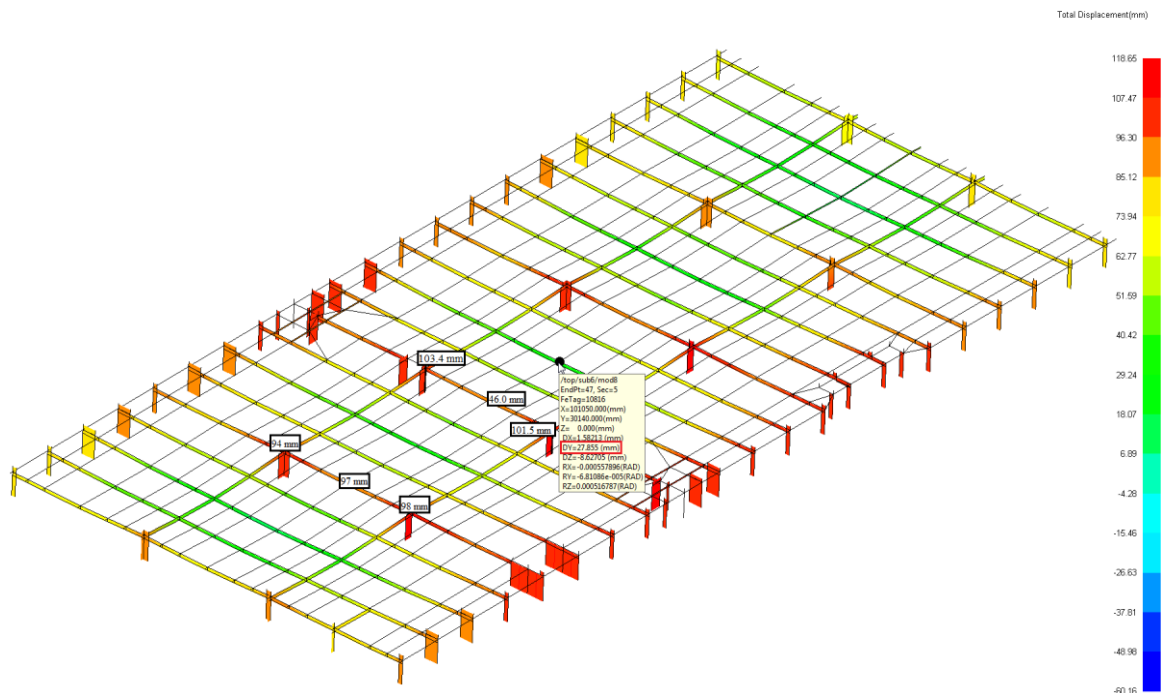 Total Displacement(mm)
118.65
107.47
96.30
85.12
73.94
62.77
51.59
40.42
29.24
18.07
6.89
-4.28
-15.46
-26.63
-37.81
-48.98
-60.16
103.4 mm
46.0 mm
101.5 mm
94 mm
97 mm
98 mm
/top/sub6/mod8
EndPt=47, Sec=5
FeTag=10816
X=101050.000(mm)
Y=30140.000(mm)
Z= 0.000(mm)
DX=1.58213 (mm)
DY=27.855 (mm)
DZ=-8.62705 (mm)
RX=-0.000557896(RAD)
RY=-6.81086e-005(RAD)
RZ=0.000516787(RAD)